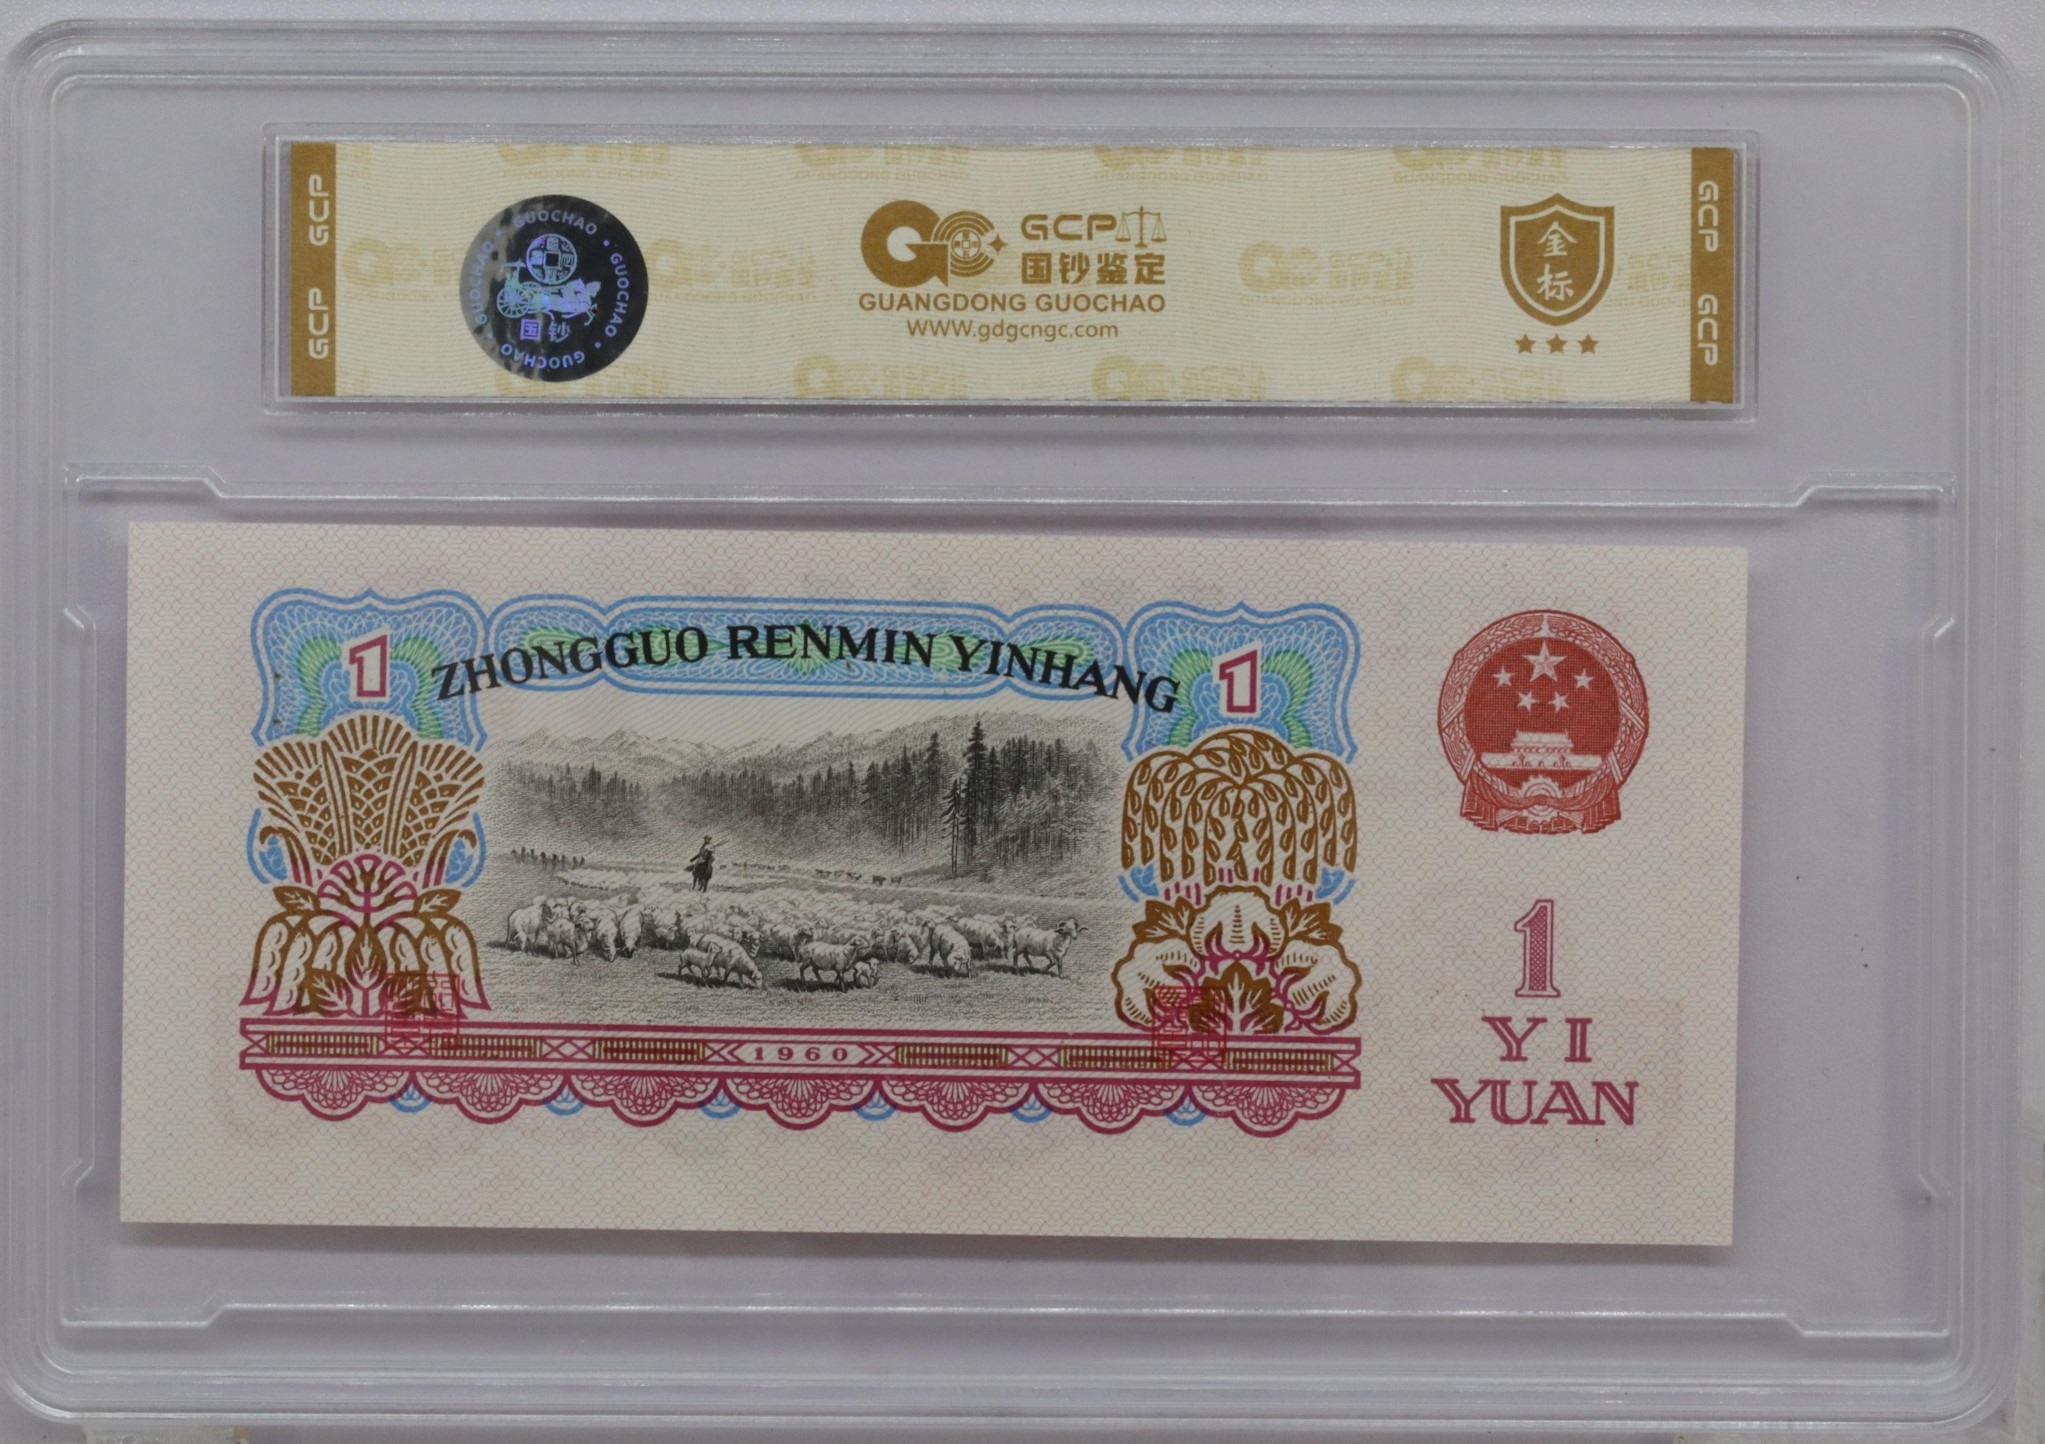 GCP GCP
GUOCHAO • GUOCHAO • GUOCHAO • GUOCHAO
国钞
GCP
国钞鉴定
GUANGDONG GUOCHAO
WWW.gdgcngc.com
金
标
GCP GCP
1 ZHONGGUO RENMIN YINHANG 1
1960
1
YI
YUAN